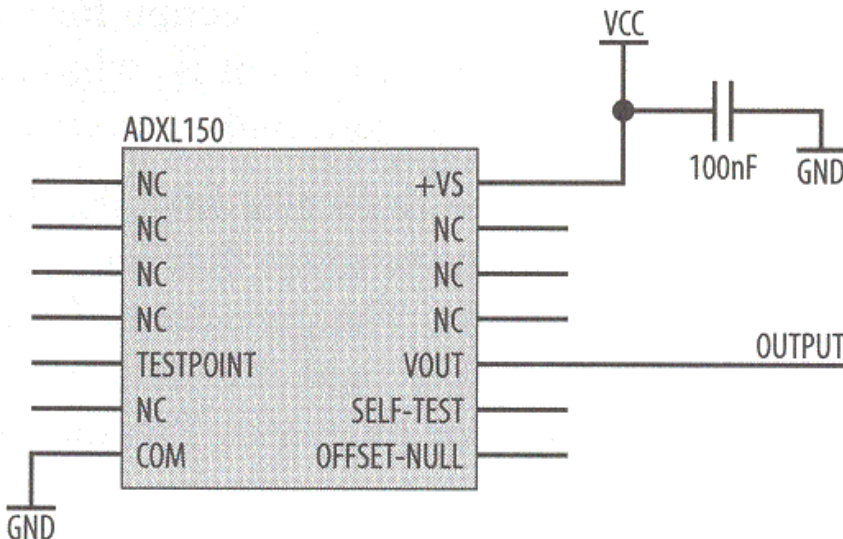 VCC
ADXL150
100nF
GND
NC
+VS
NC
NC
NC
NC
NC
NC
TESTPOINT
VOUT
OUTPUT
NC
SELF-TEST
COM
OFFSET-NULL
GND